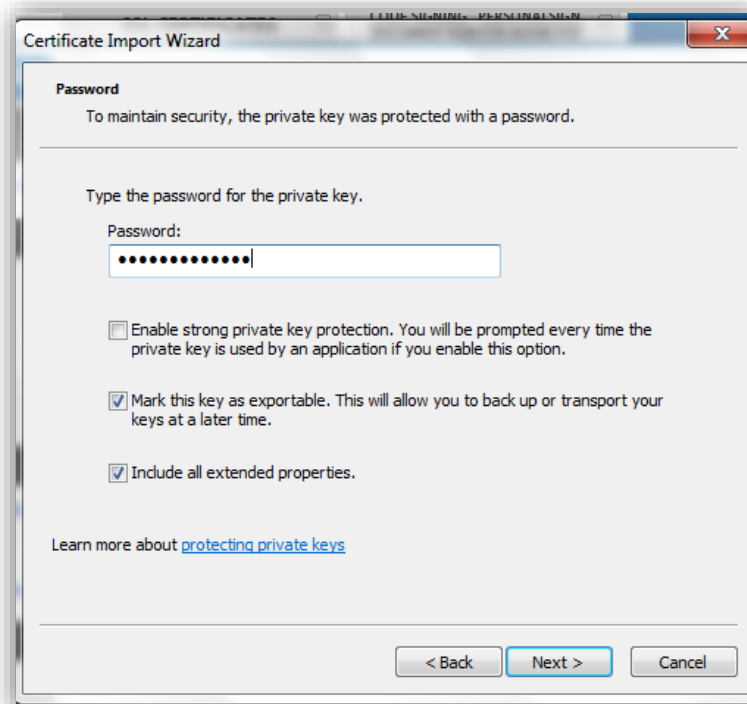 CODE SIGNING
PERSONALSIGN
Certificate Import Wizard
Password
To maintain security, the private key was protected with a password.
Type the password for the private key.
Password:
•••••••••••••
Enable strong private key protection. You will be prompted every time the
private key is used by an application if you enable this option.
Mark this key as exportable. This will allow you to back up or transport your
keys at a later time.
Include all extended properties.
Learn more about protecting private keys
< Back
Next >
Cancel